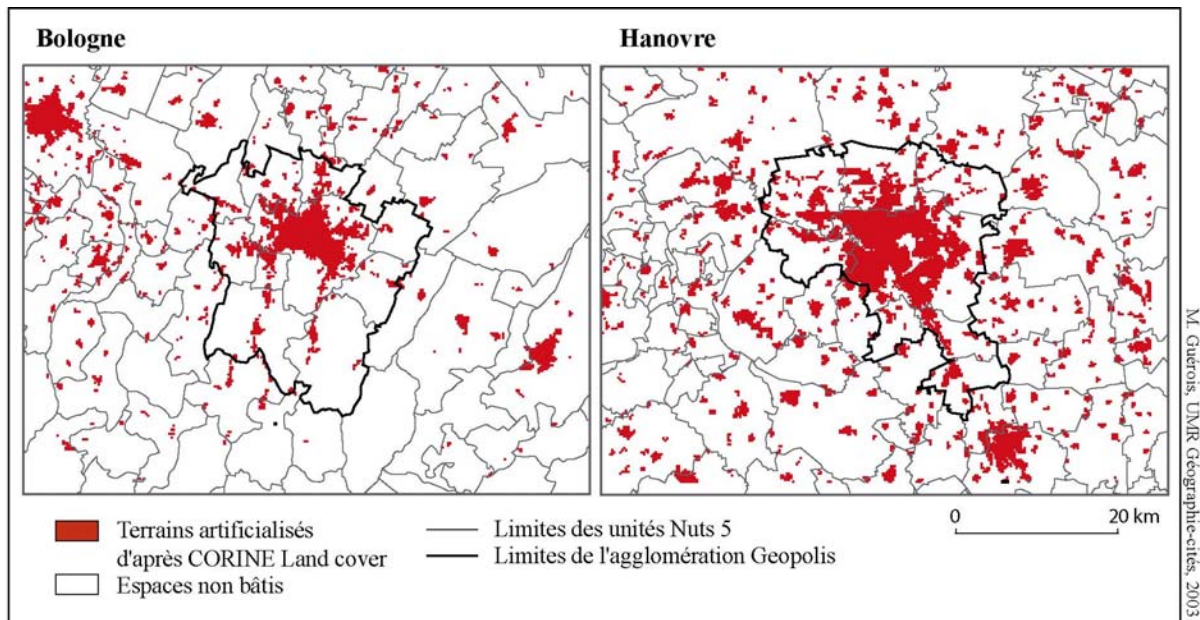 Bologne
Hanovre
Terrains artificialisés
d'après CORINE Land cover
Espaces non bâtis
Limites des unités Nuts 5
Limites de l'agglomération Geopolis
0 20 km
M. Guérois, UMR Géographie-cités, 2003